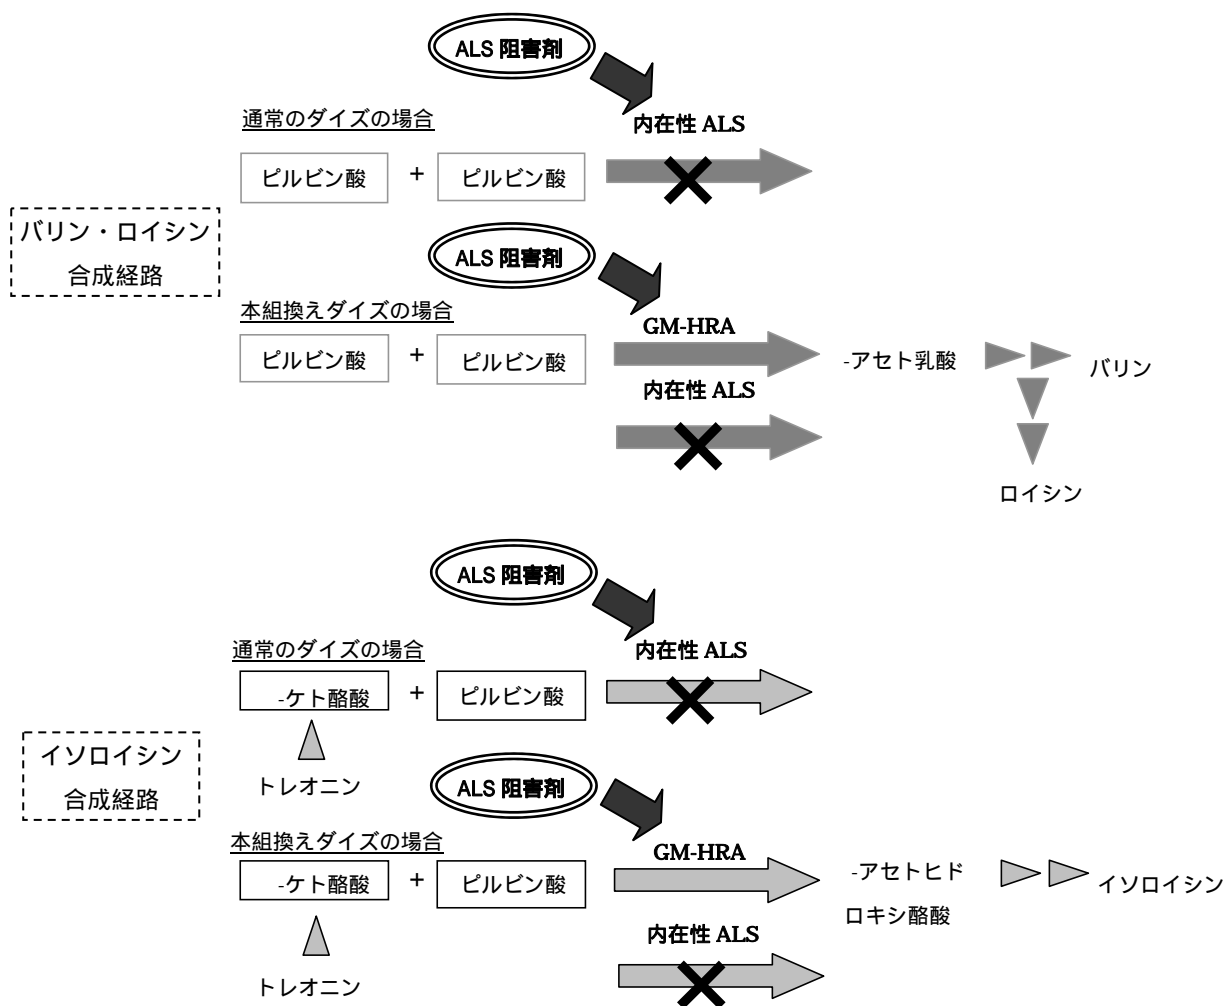 ALS 阻害剤
通常のダイズの場合
内在性 ALS
ピルビン酸 + ピルビン酸
バリン・ロイシン
合成経路
ALS 阻害剤
本組換えダイズの場合
GM-HRA
ピルビン酸 + ピルビン酸
-アセト乳酸
バリン
内在性 ALS
ロイシン
ALS 阻害剤
通常のダイズの場合
内在性 ALS
-ケト酪酸 + ピルビン酸
トレオニン
イソロイシン
合成経路
ALS 阻害剤
本組換えダイズの場合
GM-HRA
-ケト酪酸 + ピルビン酸
-アセトヒド
ロキシ酪酸
イソロイシン
内在性 ALS
トレオニン